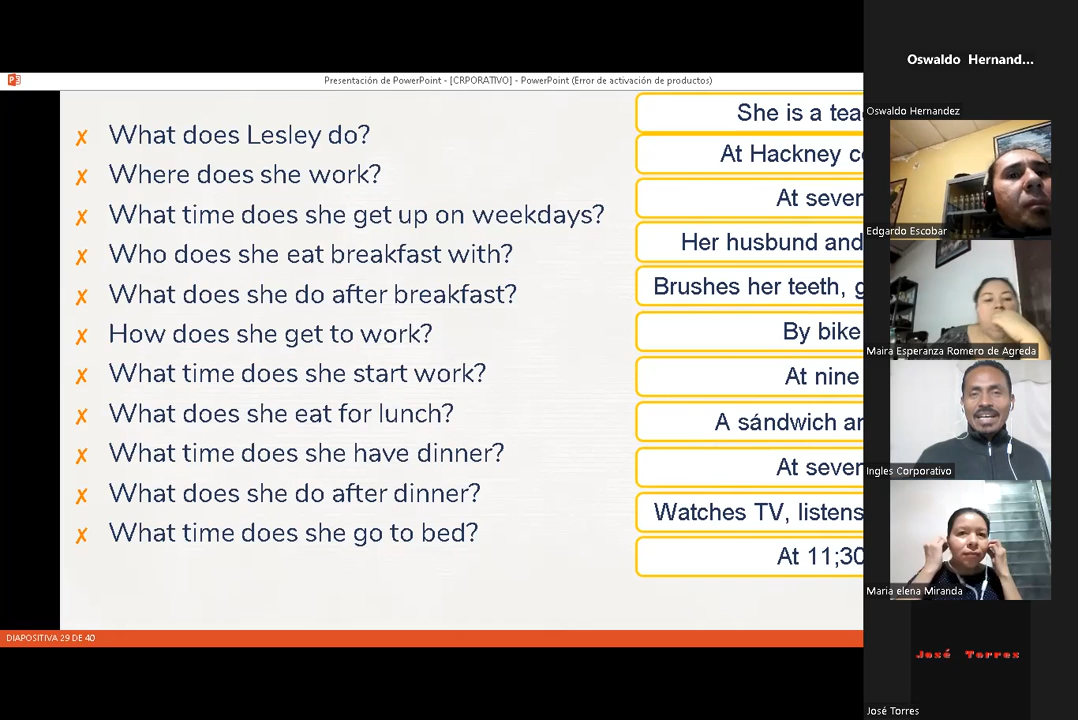 Presentación de PowerPoint - [CRPORATIVO] - PowerPoint (Error de activación de productos)
What does Lesley do?
Where does she work?
What time does she get up on weekdays?
Who does she eat breakfast with?
What does she do after breakfast?
How does she get to work?
What time does she start work?
What does she eat for lunch?
What time does she have dinner?
What does she do after dinner?
What time does she go to bed?
She is a tea
At Hackney c
At seven
Her husbund and
Brushes her teeth, g
By bike
At nine
A sándwich an
At seven
Watches TV, listens
At 11;30
DIAPOSITIVA 29 DE 40
Oswaldo Hernand...
Oswaldo Hernandez
Edgardo Escobar
Maira Esperanza Romero de Agreda
Ingles Corporativo
Maria elena Miranda
José Torres
José Torres